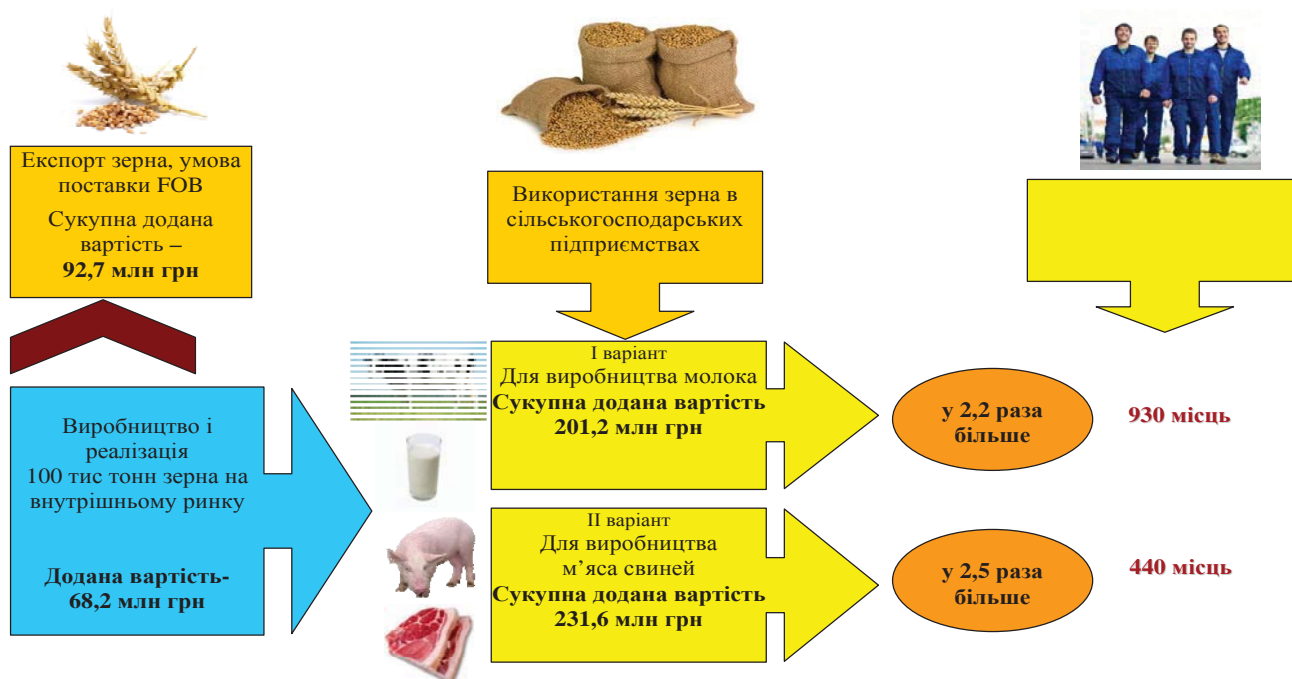 Експорт зерна, умова
поставки FOB
Сукупна додана
вартість –
92,7 млн грн
Використання зерна в
сільськогосподарських
підприємствах
Виробництво і
реалізація
100 тис тонн зерна на
внутрішньому ринку
Додана вартість-
68,2 млн грн
I варіант
Для виробництва молока
Сукупна додана вартість
201,2 млн грн
у 2,2 раза
більше
930 місць
II варіант
Для виробництва
м’яса свиней
Сукупна додана вартість
231,6 млн грн
у 2,5 раза
більше
440 місць